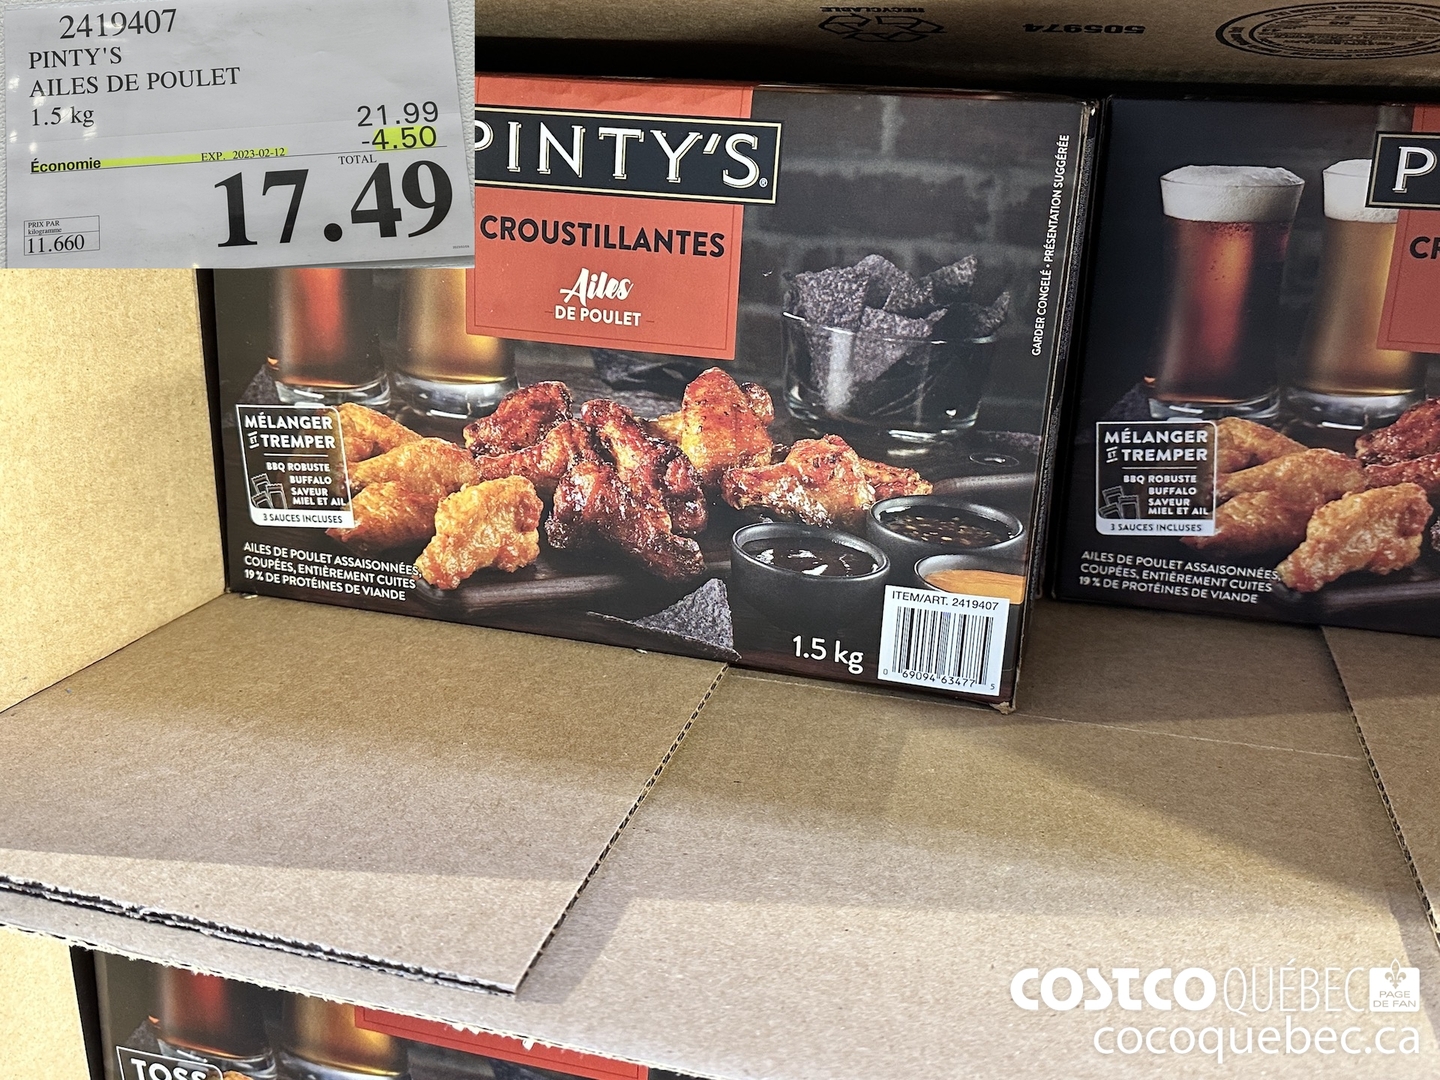 2419407
PINTY'S
AILES DE POULET
1.5 kg
21.99
-4.50
Économie
EXP. 2023-02-12
TOTAL
17.49
PRIX PAR
kilogramme
11.660
RECYCLABLE
505974
PINTY'S®
CROUSTILLANTES
Ailes
DE POULET
GARDER CONGELÉ • PRÉSENTATION SUGGÉRÉE
MÉLANGER
ET TREMPER
BBQ ROBUSTE
BUFFALO
SAVEUR
MIEL ET AIL
3 SAUCES INCLUSES
AILES DE POULET ASSAISONNÉES,
COUPÉES, ENTIÈREMENT CUITES
19 % DE PROTÉINES DE VIANDE
1.5 kg
ITEM/ART. 2419407
0 69094 63477 5
P
CR
MÉLANGER
ET TREMPER
BBQ ROBUSTE
BUFFALO
SAVEUR
MIEL ET AIL
3 SAUCES INCLUSES
AILES DE POULET ASSAISONNÉES,
COUPÉES, ENTIÈREMENT CUITES
19 % DE PROTÉINES DE VIANDE
TOSS
COSTCO QUÉBEC
PAGE
DE FAN
cocoquebec.ca